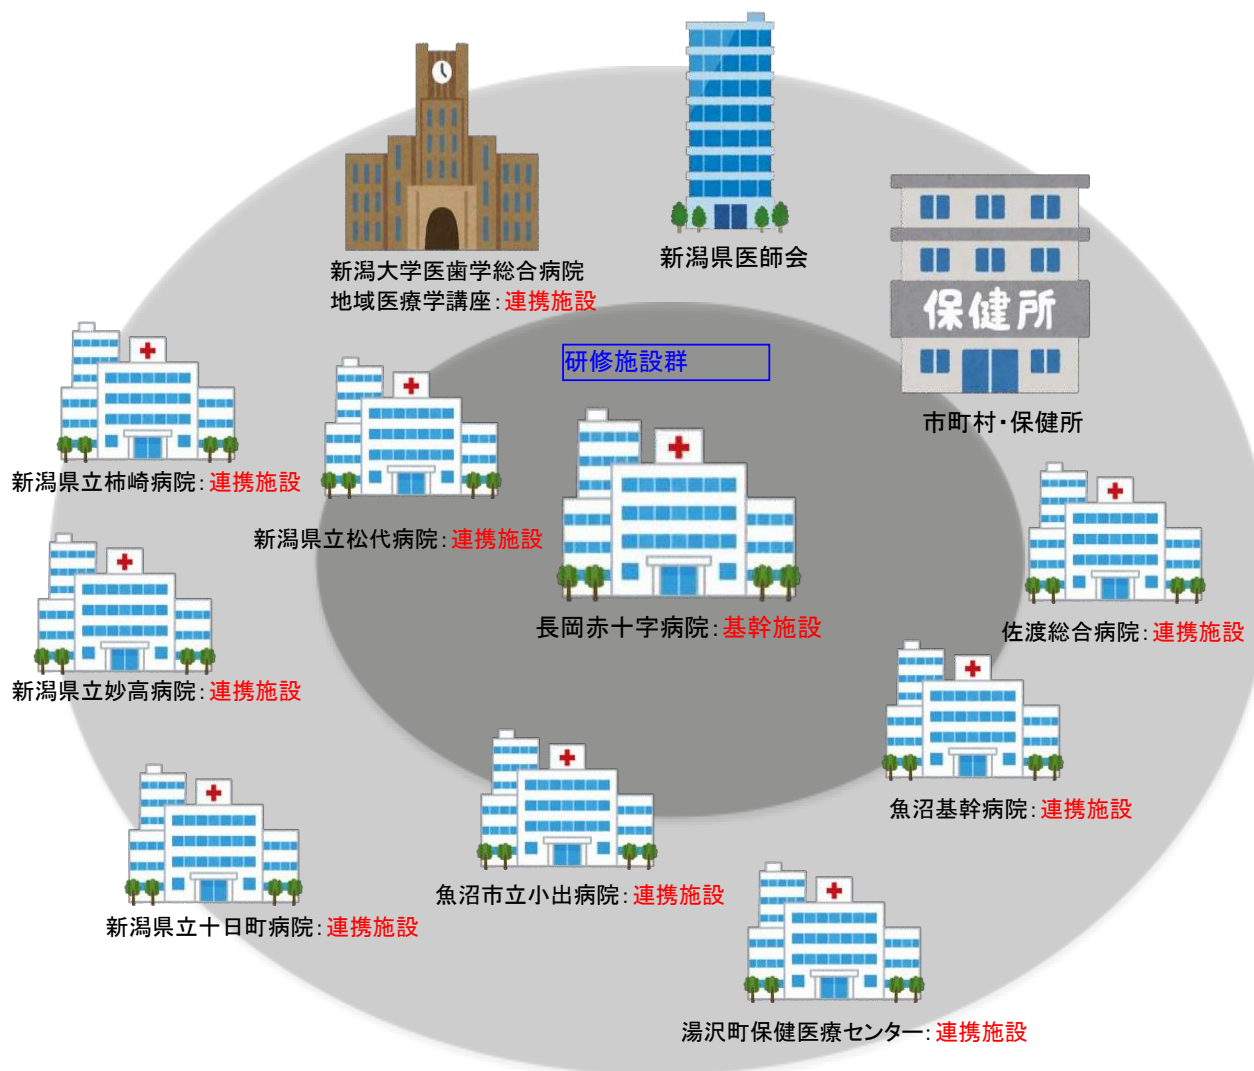 新潟県医師会
新潟大学医歯学総合病院
地域医療学講座：連携施設
保健所
市町村・保健所
研修施設群
新潟県立柿崎病院：連携施設
新潟県立松代病院：連携施設
長岡赤十字病院：基幹施設
佐渡総合病院：連携施設
新潟県立妙高病院：連携施設
魚沼基幹病院：連携施設
魚沼市立小出病院：連携施設
新潟県立十日町病院：連携施設
湯沢町保健医療センター：連携施設